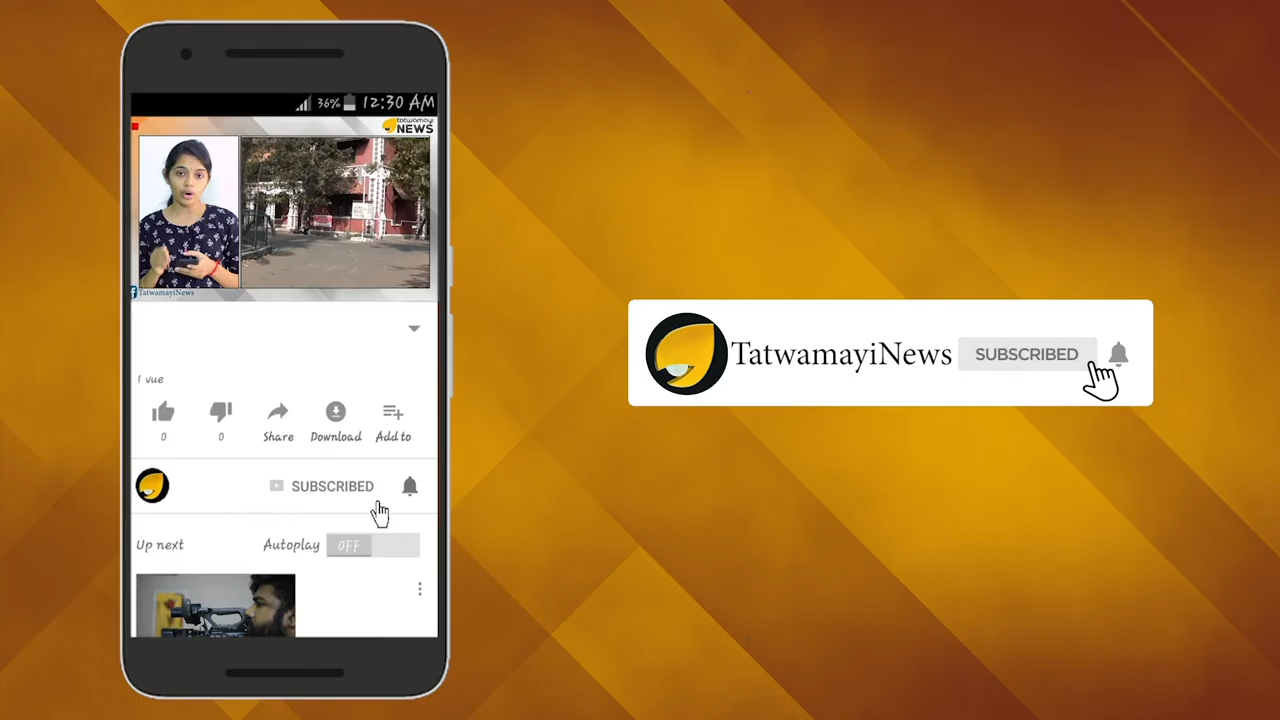 36% 12:30 AM
tatwamayi
NEWS
TatwamayiNews
1 vue
0 0 Share Download Add to
SUBSCRIBED
Up next Autoplay OFF
TatwamayiNews SUBSCRIBED